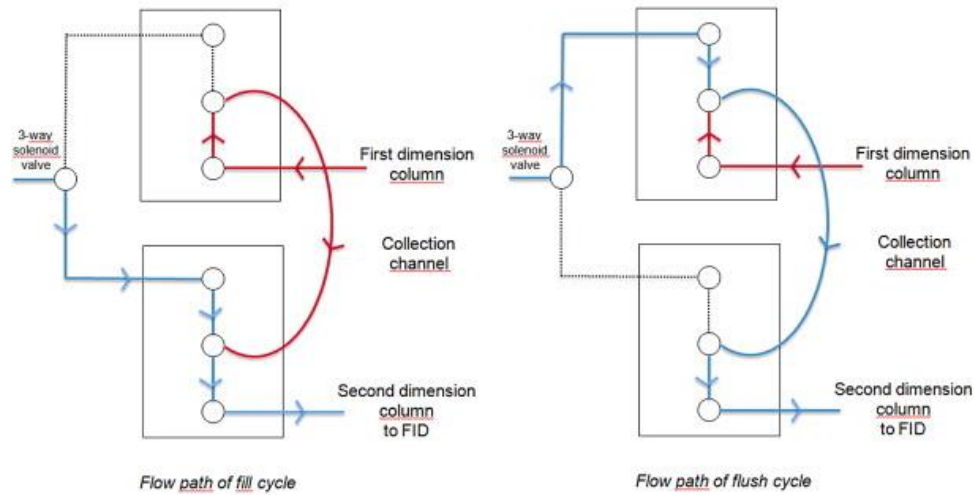 3-way
solenoid
valve
First dimension
column
Collection
channel
Second dimension
column
to FID
Flow path of fill cycle
3-way
solenoid
valve
First dimension
column
Collection
channel
Second dimension
column
to FID
Flow path of flush cycle